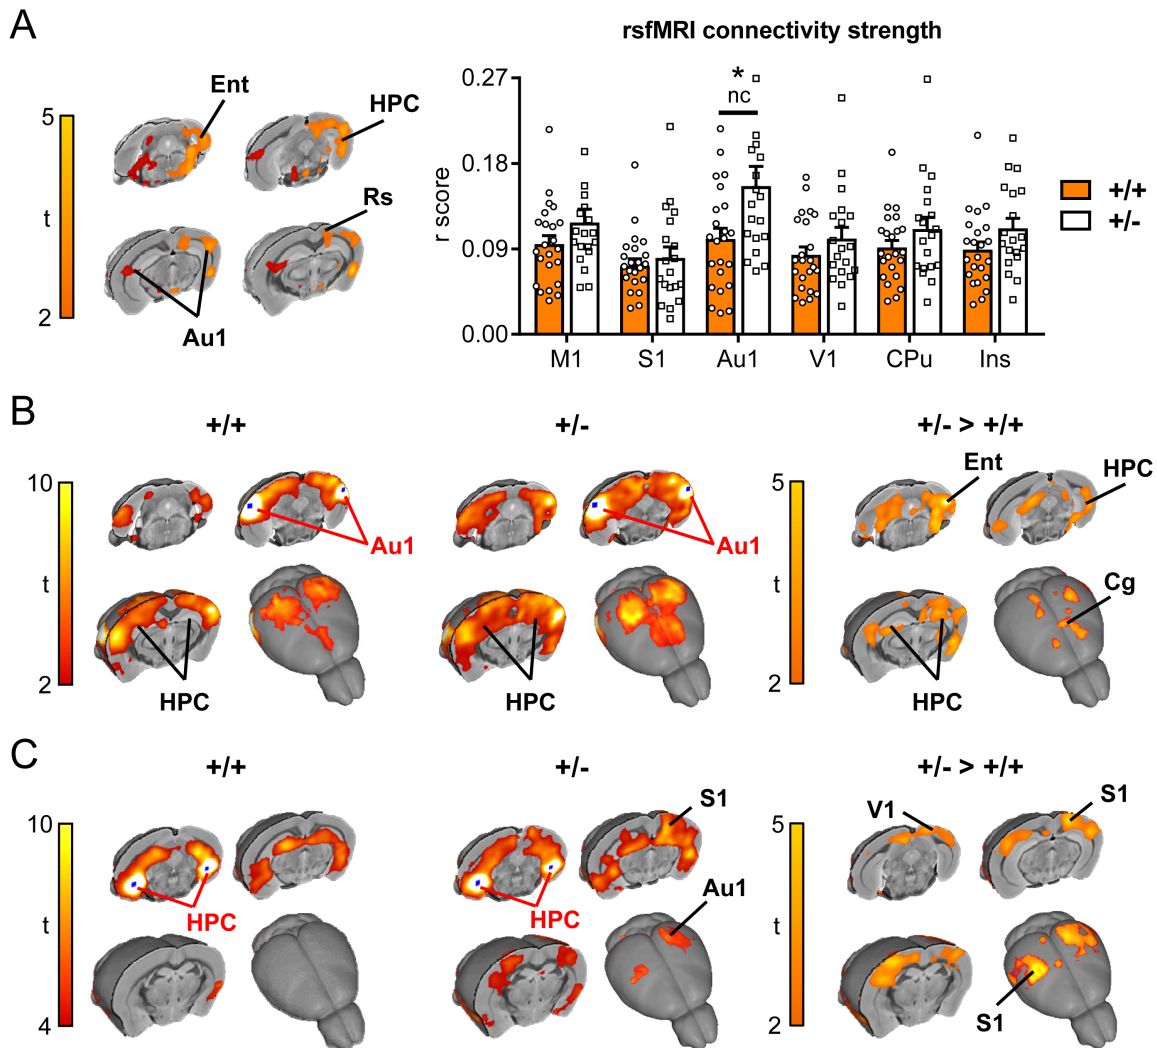 A
rsfMRI connectivity strength
5
t
2
Ent
HPC
Rs
Au1
r score
0.27
0.18
0.09
0.00
*
nc
M1 S1 Au1 V1 CPu Ins
+/+
+/-
B
+/+ +/- +/- > +/+
10
t
2
Au1
HPC
Au1
HPC
5
t
2
Ent
HPC
Cg
HPC
C
+/+ +/- +/- > +/+
10
t
4
HPC
S1
HPC
Au1
5
t
2
V1
S1
S1